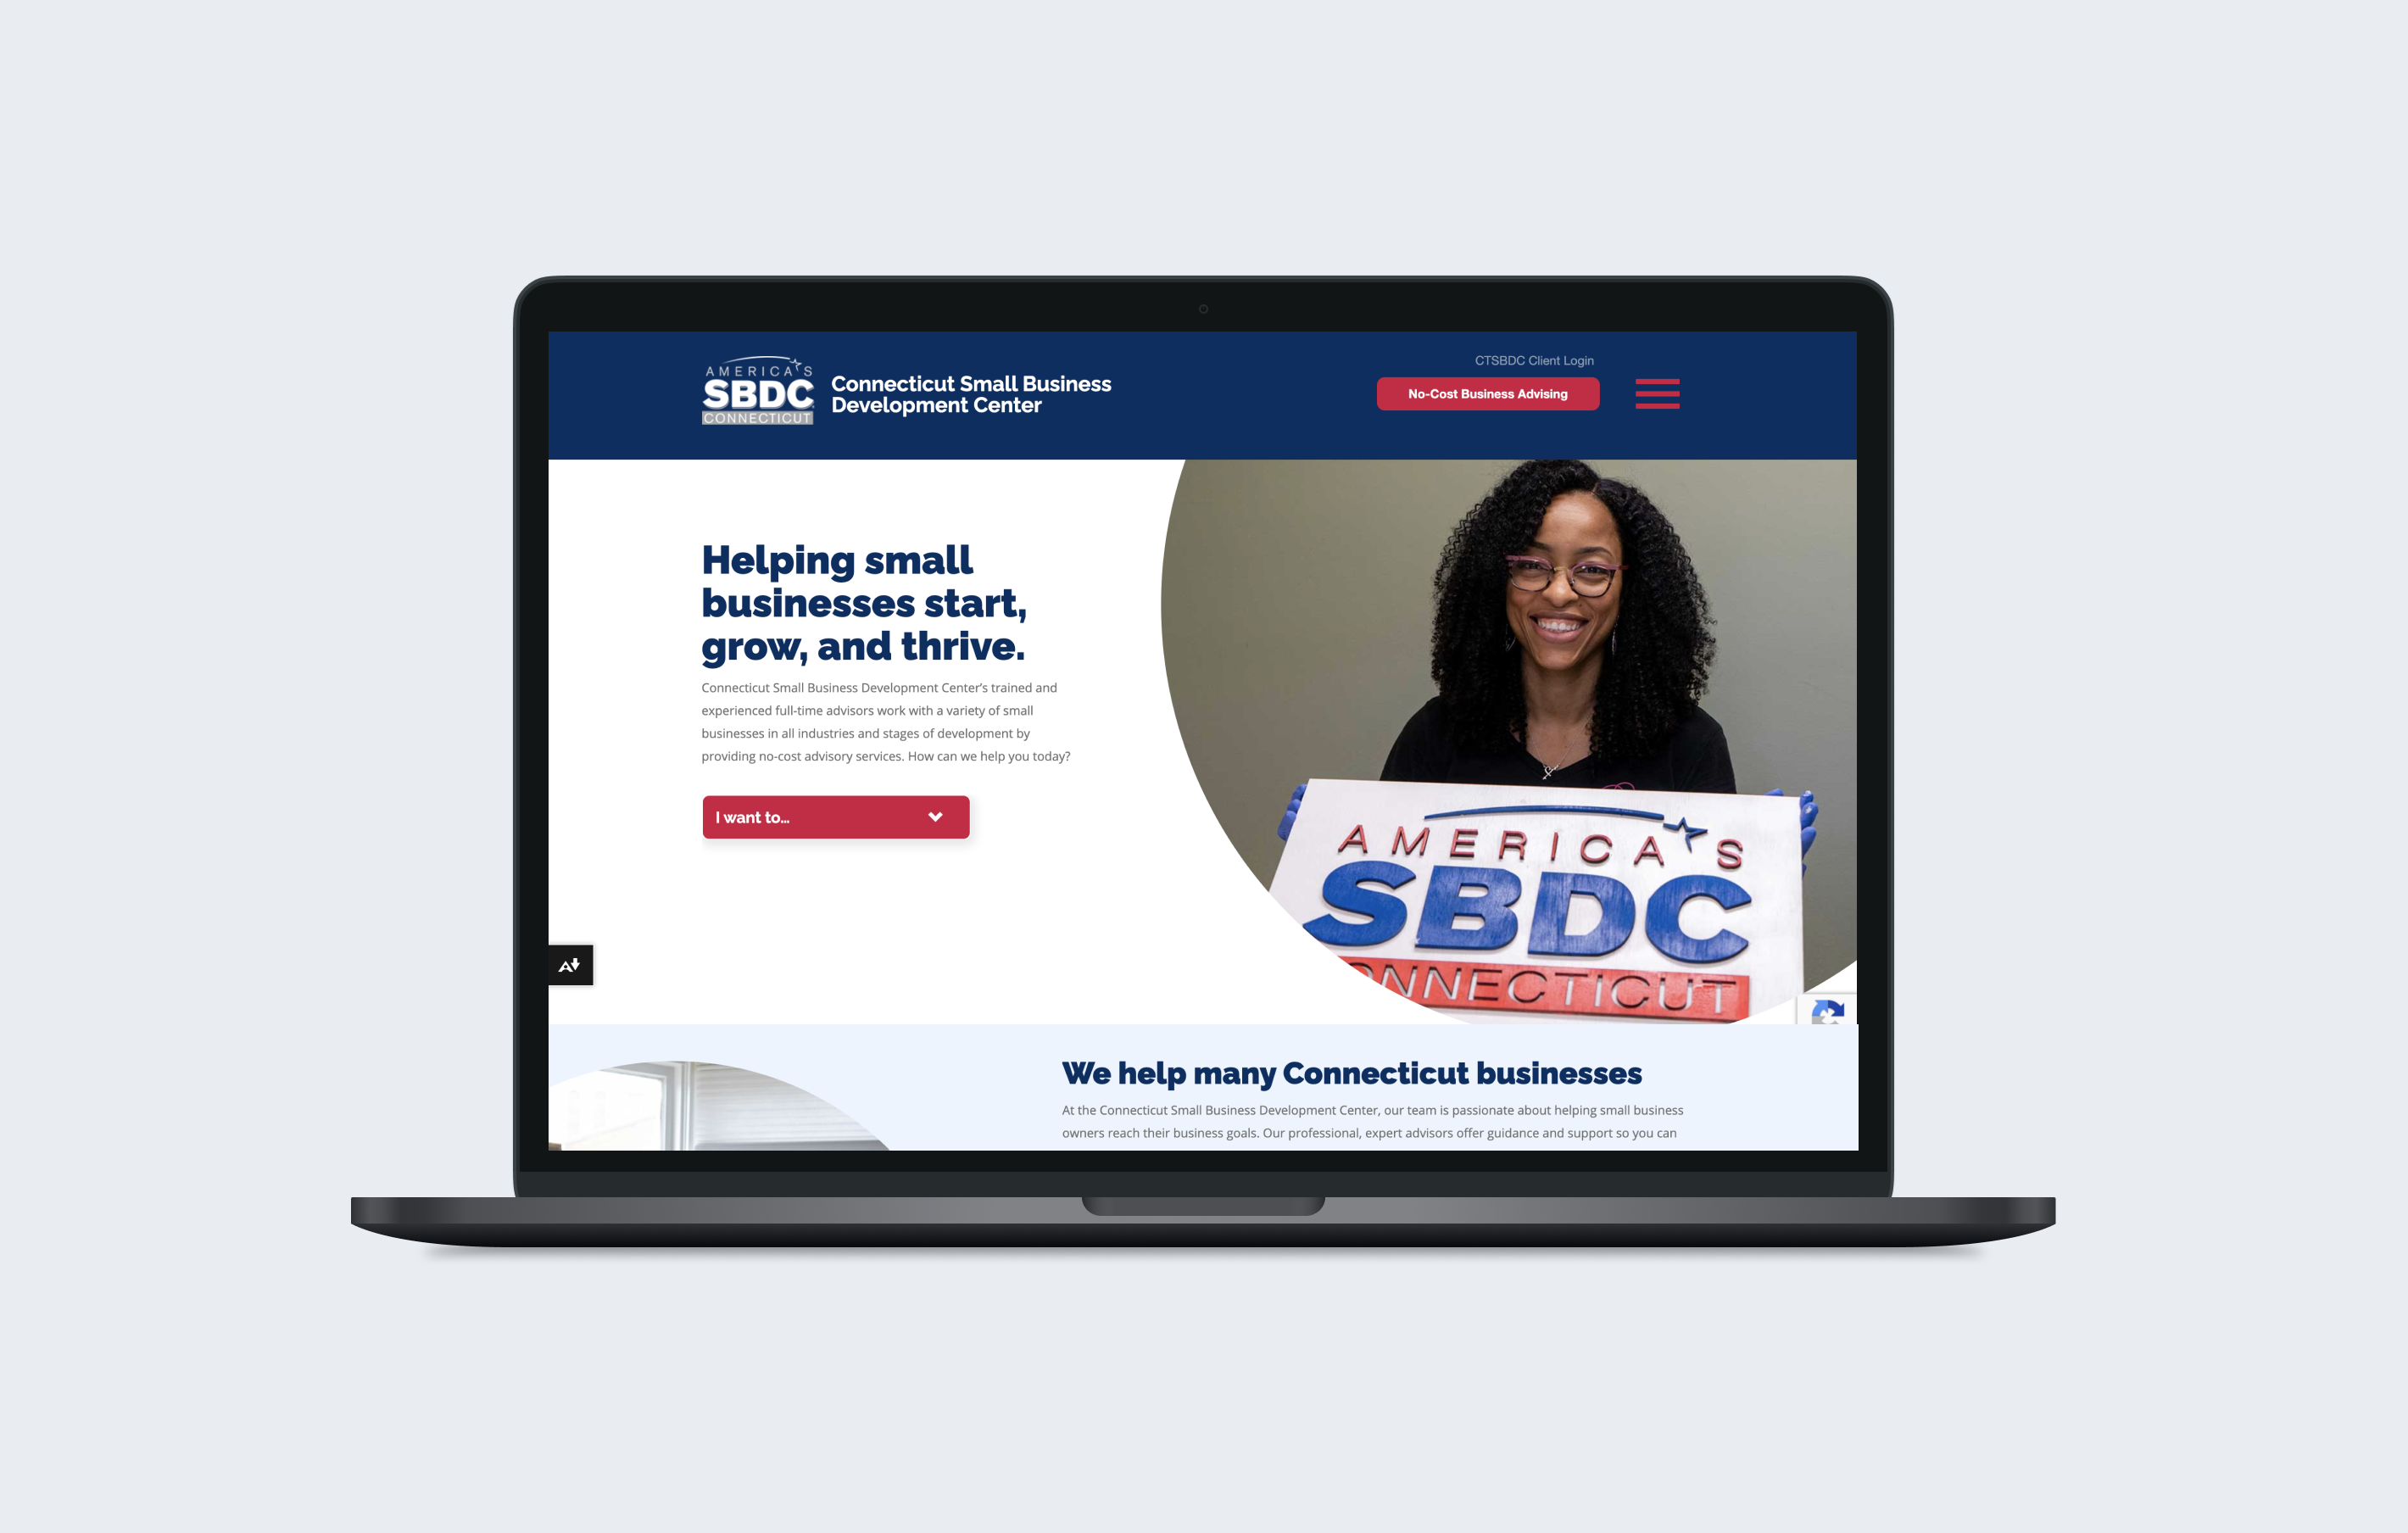 AMERICA'S
SBDC
CONNECTICUT
Connecticut Small Business
Development Center
CTSBDC Client Login
No-Cost Business Advising
Helping small
businesses start,
grow, and thrive.
Connecticut Small Business Development Center's trained and
experienced full-time advisors work with a variety of small
businesses in all industries and stages of development by
providing no-cost advisory services. How can we help you today?
I want to...
AMERICA'S
SBDC
ONNECTICUT
We help many Connecticut businesses
At the Connecticut Small Business Development Center, our team is passionate about helping small business
owners reach their business goals. Our professional, expert advisors offer guidance and support so you can